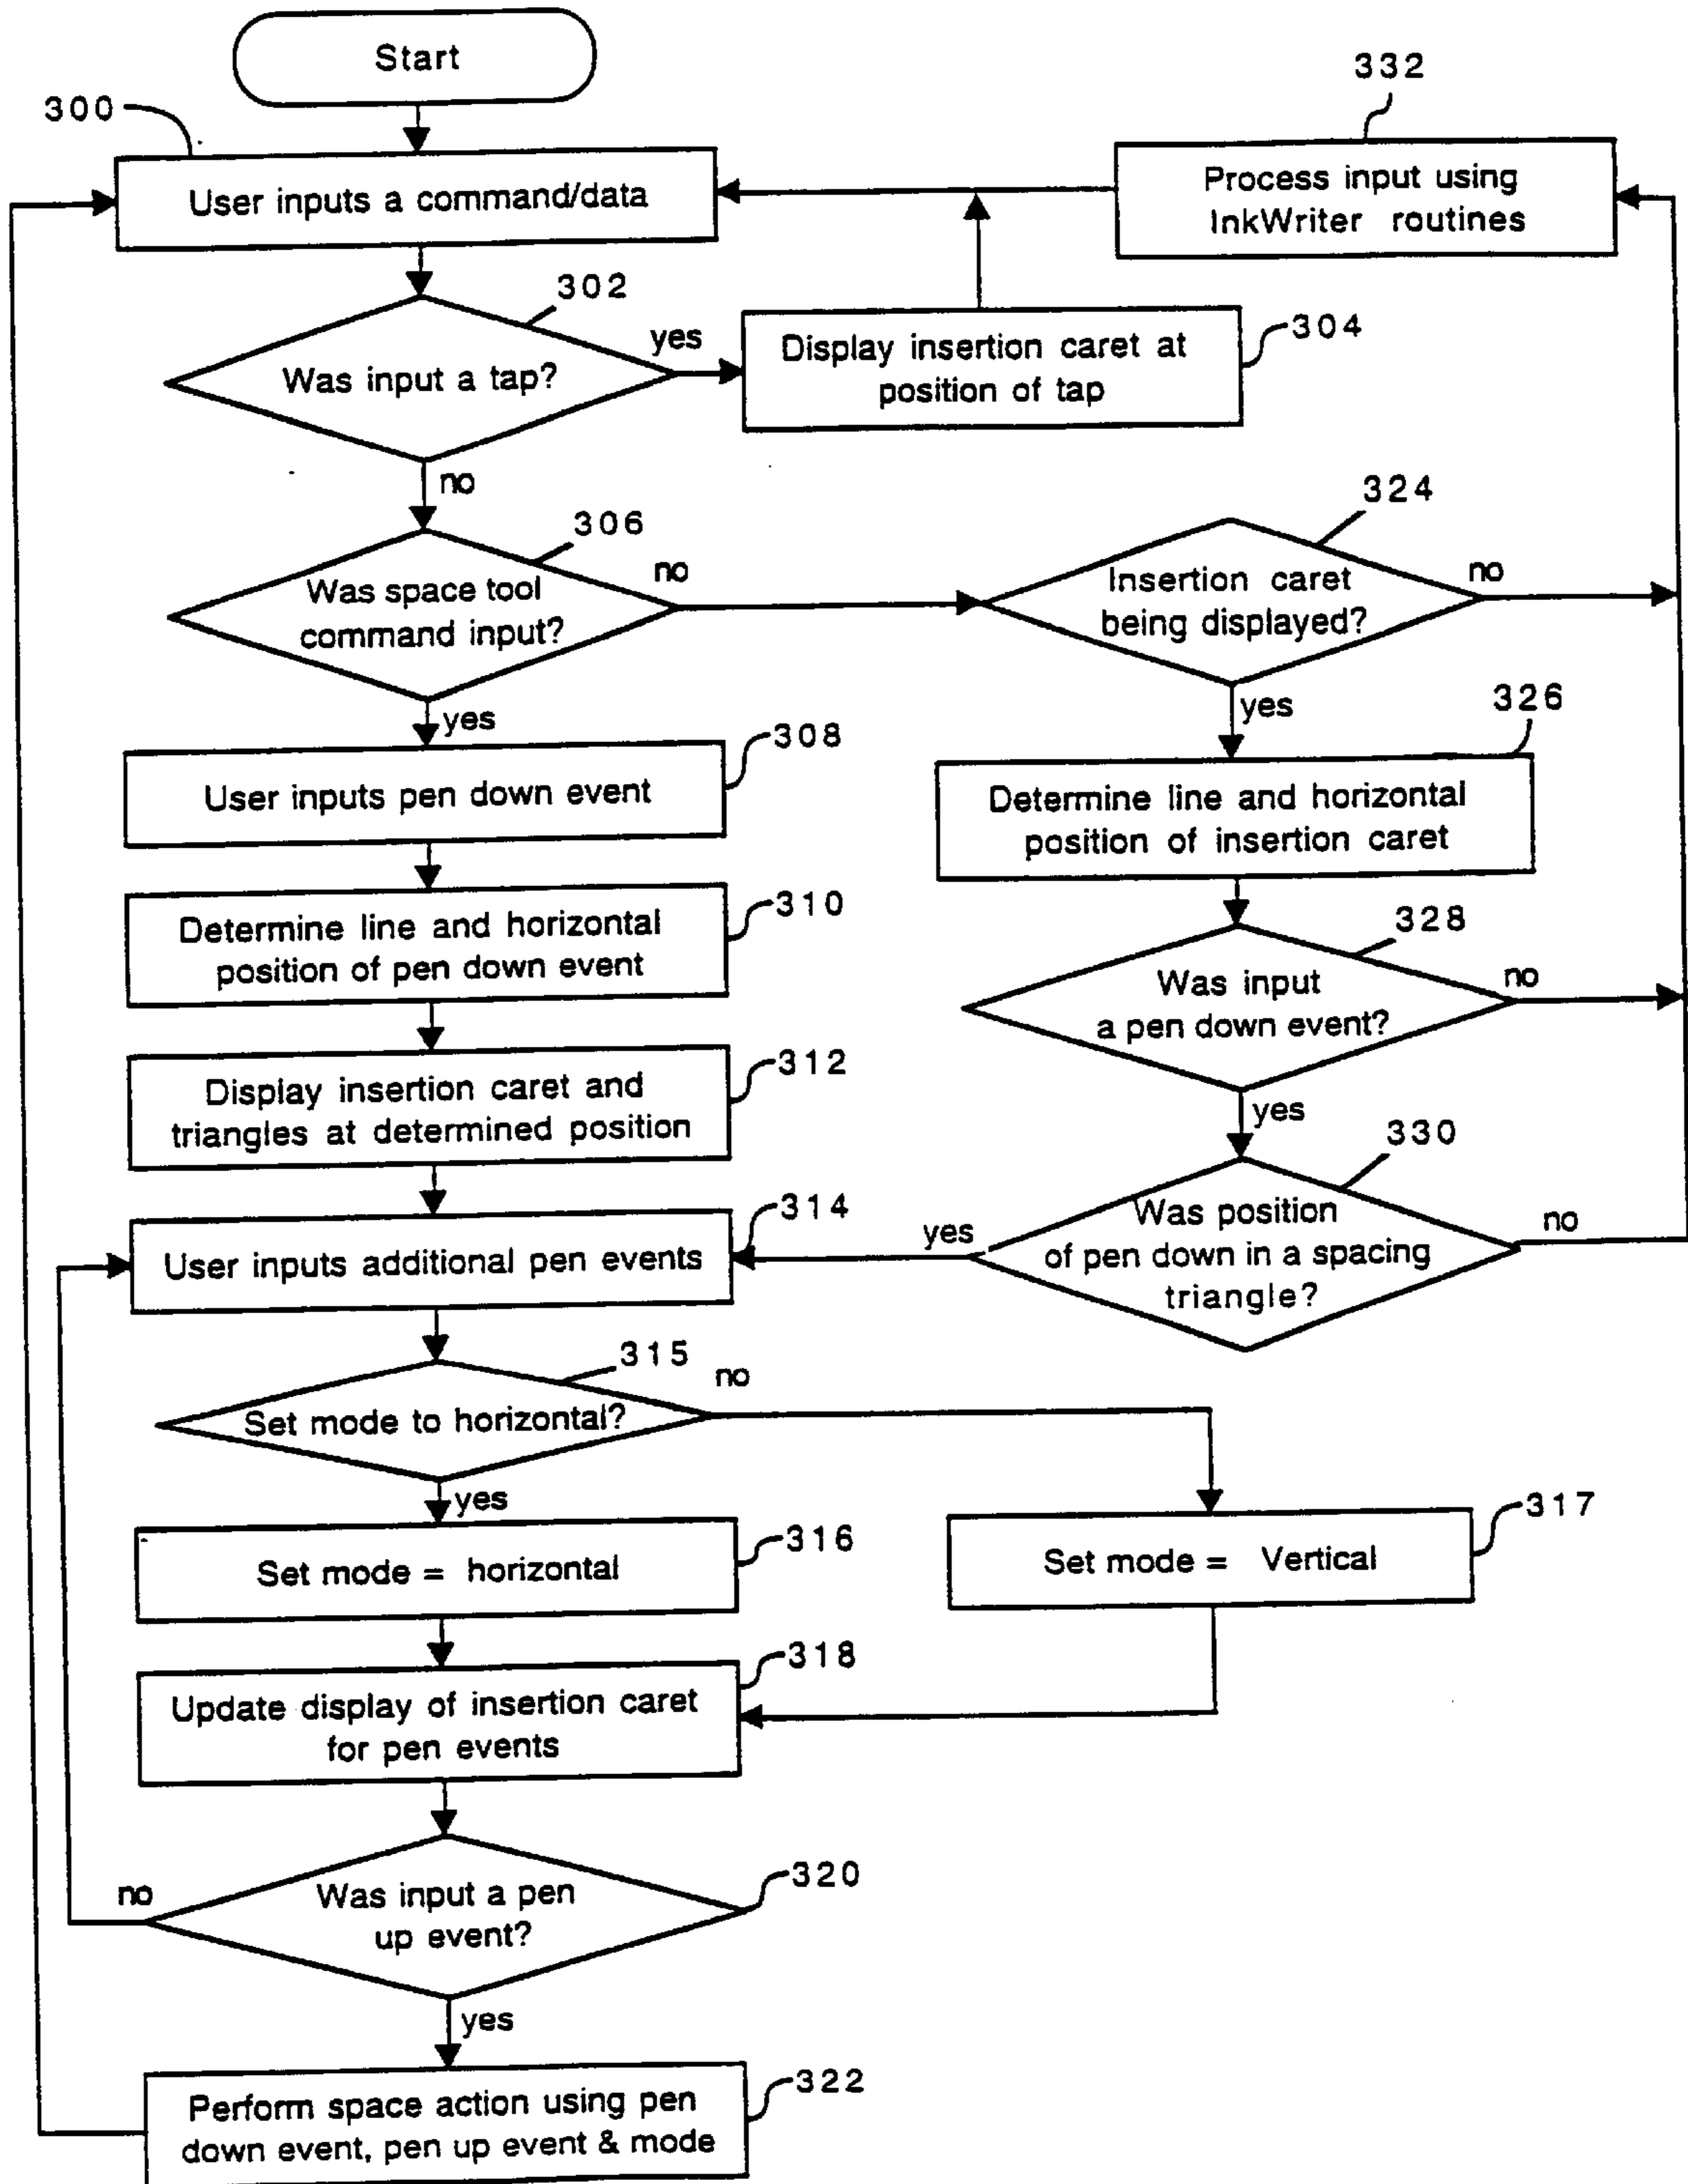 Start
300
User inputs a command/data
332
Process input using
InkWriter routines
302
Was input a tap?
yes
304
Display insertion caret at
position of tap
no
306
Was space tool
command input?
no
324
Insertion caret
being displayed?
no
yes
308
User inputs pen down event
yes
326
Determine line and horizontal
position of insertion caret
310
Determine line and horizontal
position of pen down event
328
Was input
a pen down event?
no
312
Display insertion caret and
triangles at determined position
yes
330
Was position
of pen down in a spacing
triangle?
no
yes
314
User inputs additional pen events
315
Set mode to horizontal?
no
yes
316
Set mode = horizontal
317
Set mode = Vertical
318
Update display of insertion caret
for pen events
320
Was input a pen
up event?
no
yes
322
Perform space action using pen
down event, pen up event & mode